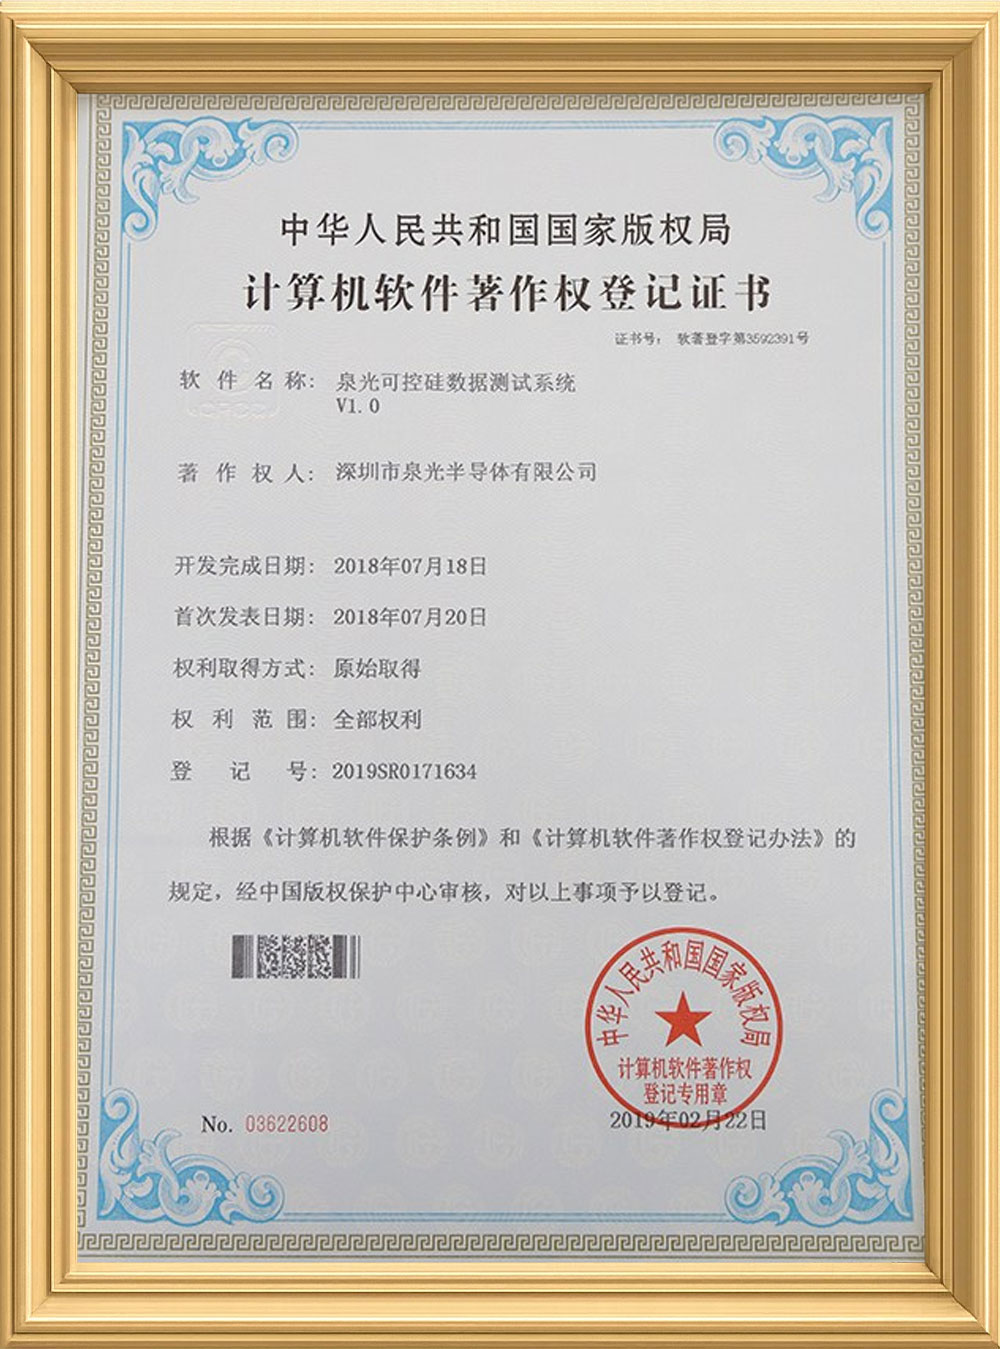 中华人民共和国国家版权局
计算机软件著作权登记证书
证书号： 软著登字第3592391号
软件名称： 泉光可控硅数据测试系统
V1.0
著作权人： 深圳市泉光半导体有限公司
开发完成日期： 2018年07月18日
首次发表日期： 2018年07月20日
权利取得方式： 原始取得
权利范围： 全部权利
登记号： 2019SR0171634
根据《计算机软件保护条例》和《计算机软件著作权登记办法》的
规定，经中国版权保护中心审核，对以上事项予以登记。
中华人民共和国国家版权局
计算机软件著作权
登记专用章
No. 03622608
2019年02月22日